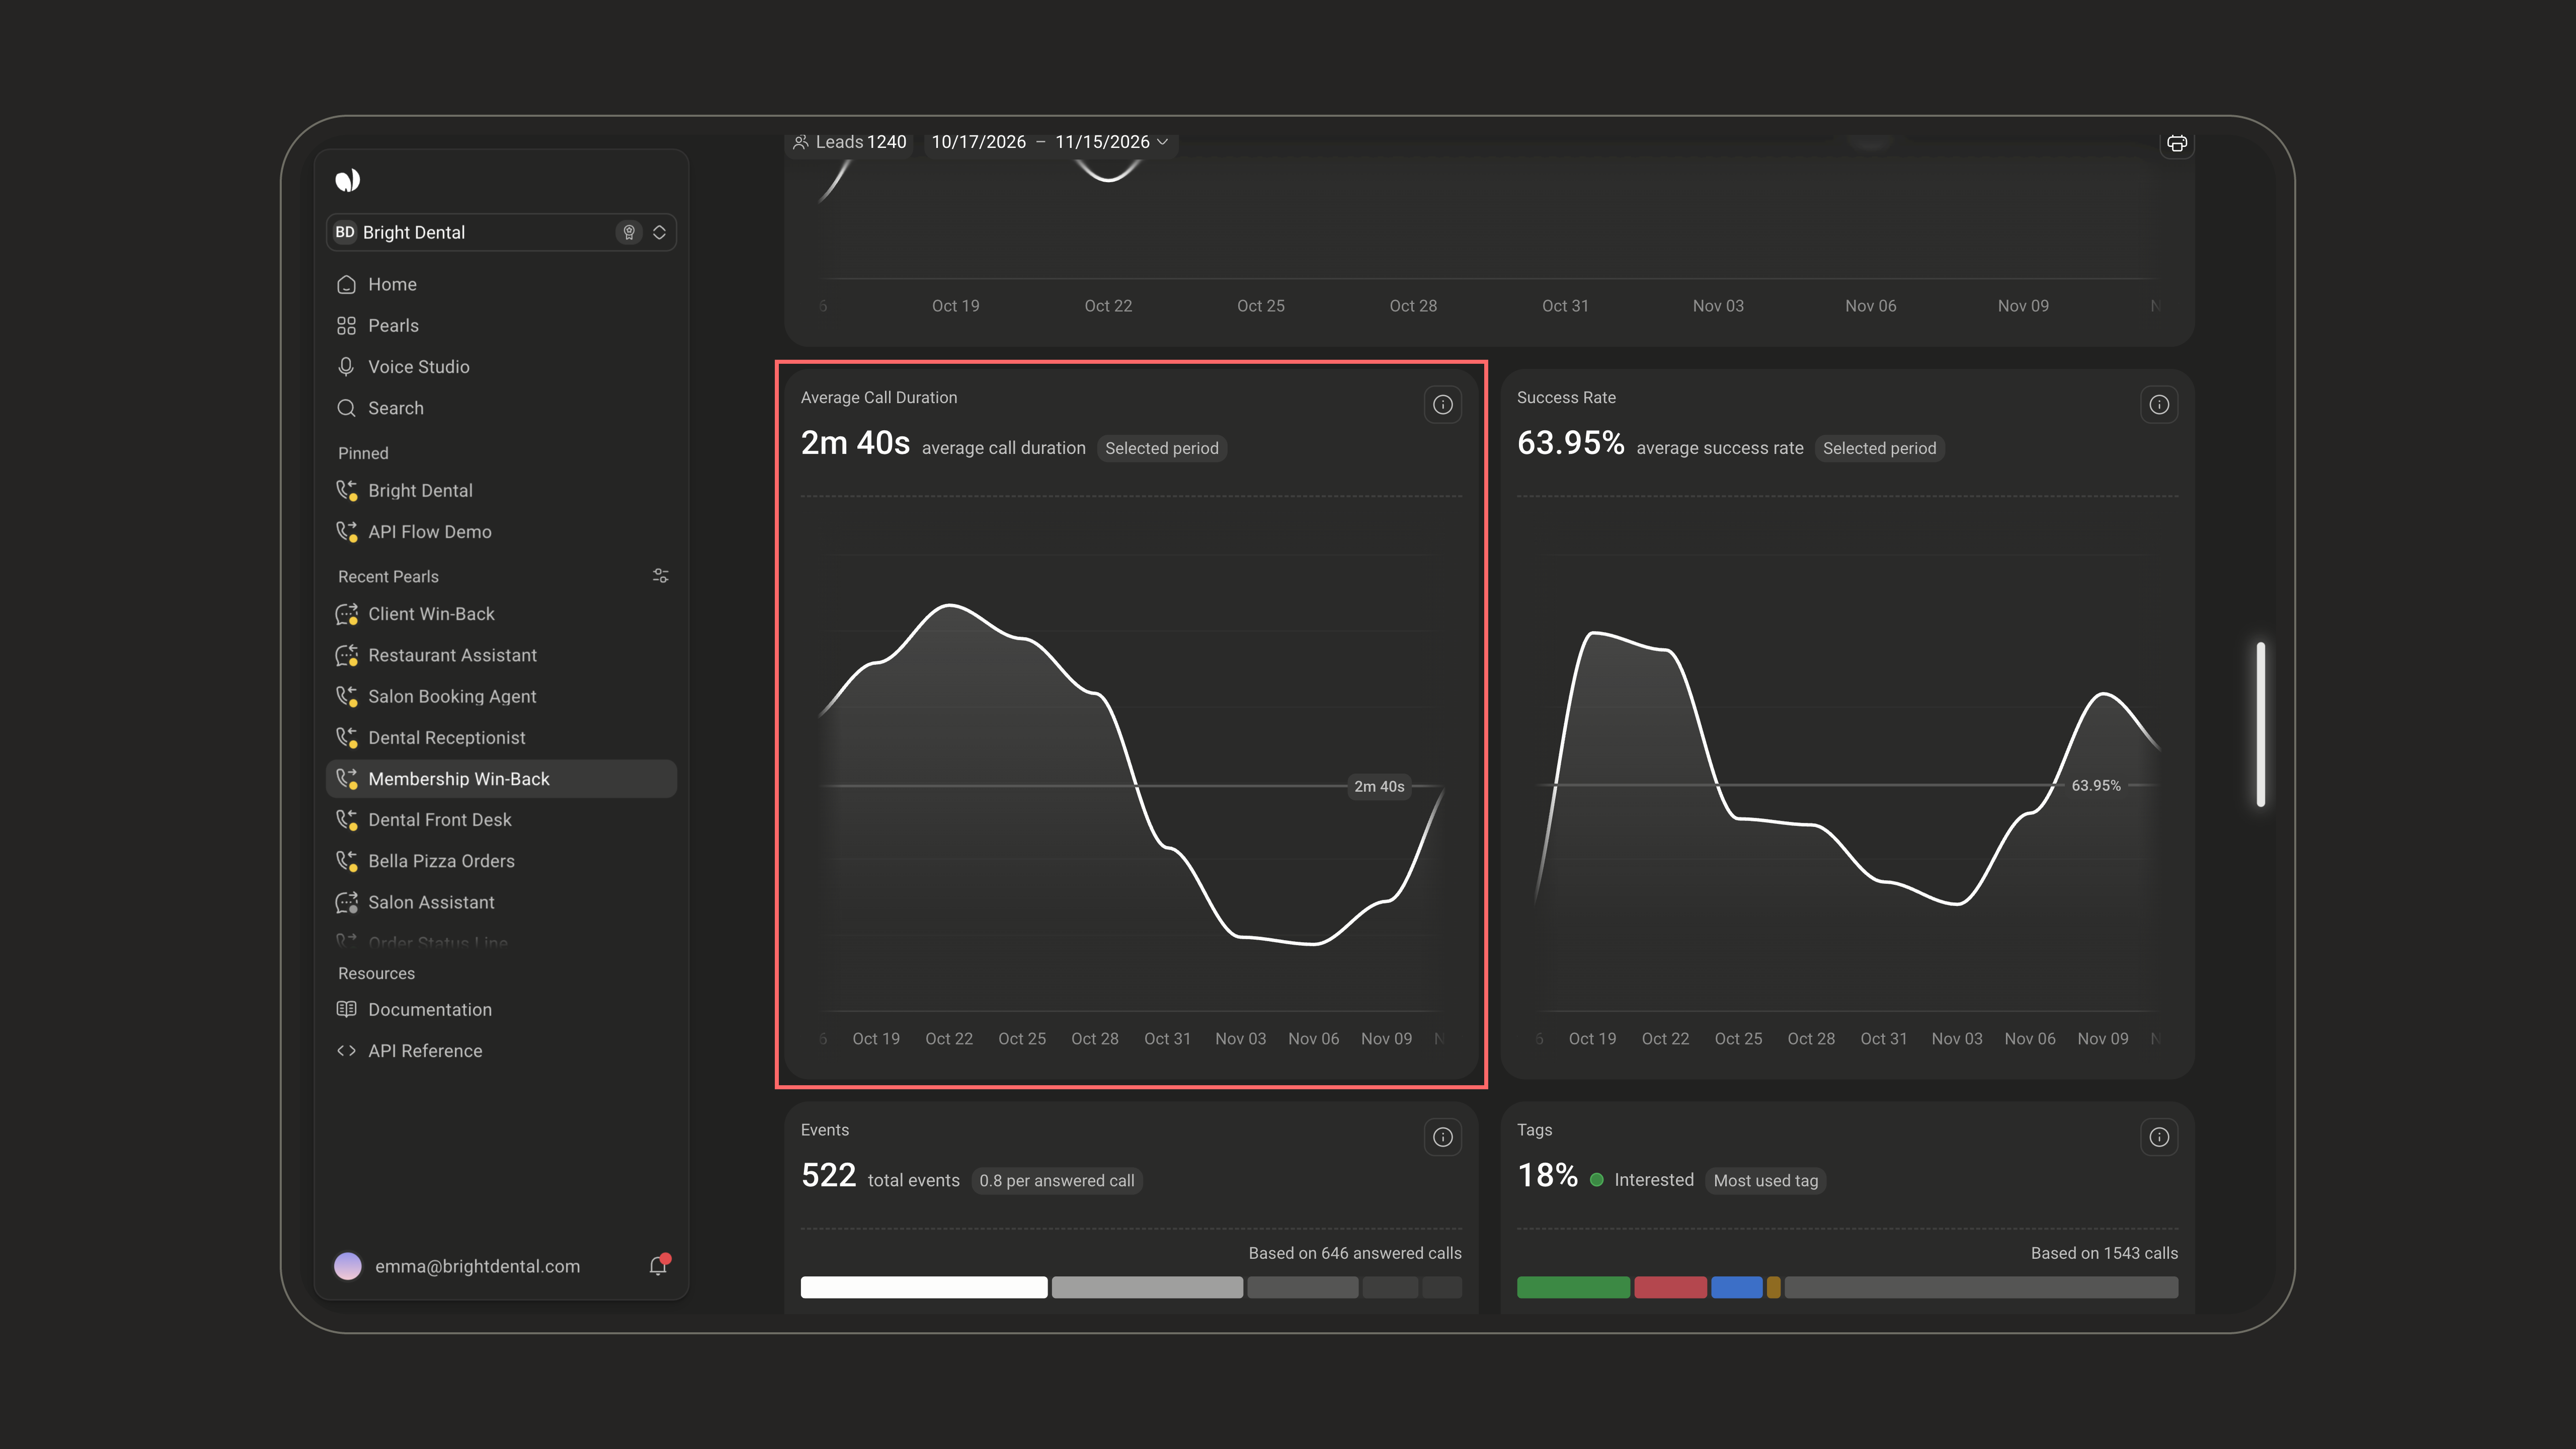 Leads 1240
10/17/2026 – 11/15/2026
BD Bright Dental
Home
Pearls
Voice Studio
Search
Pinned
Bright Dental
API Flow Demo
Recent Pearls
Client Win-Back
Restaurant Assistant
Salon Booking Agent
Dental Receptionist
Membership Win-Back
Dental Front Desk
Bella Pizza Orders
Salon Assistant
Order Status Line
Resources
Documentation
API Reference
emma@brightdental.com
6 Oct 19 Oct 22 Oct 25 Oct 28 Oct 31 Nov 03 Nov 06 Nov 09 N
Average Call Duration
2m 40s average call duration Selected period
2m 40s
6 Oct 19 Oct 22 Oct 25 Oct 28 Oct 31 Nov 03 Nov 06 Nov 09 N
Success Rate
63.95% average success rate Selected period
63.95%
6 Oct 19 Oct 22 Oct 25 Oct 28 Oct 31 Nov 03 Nov 06 Nov 09 N
Events
522 total events 0.8 per answered call
Based on 646 answered calls
Tags
18% Interested Most used tag
Based on 1543 calls